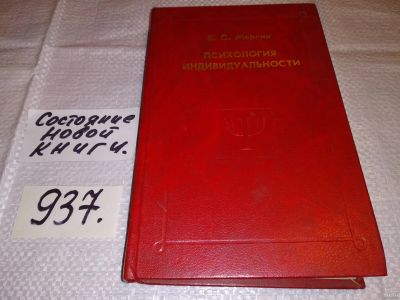 В. С. Мерлин
ПСИХОЛОГИЯ
ИНДИВИДУАЛЬНОСТИ
Состояние
новой
книги.
937.